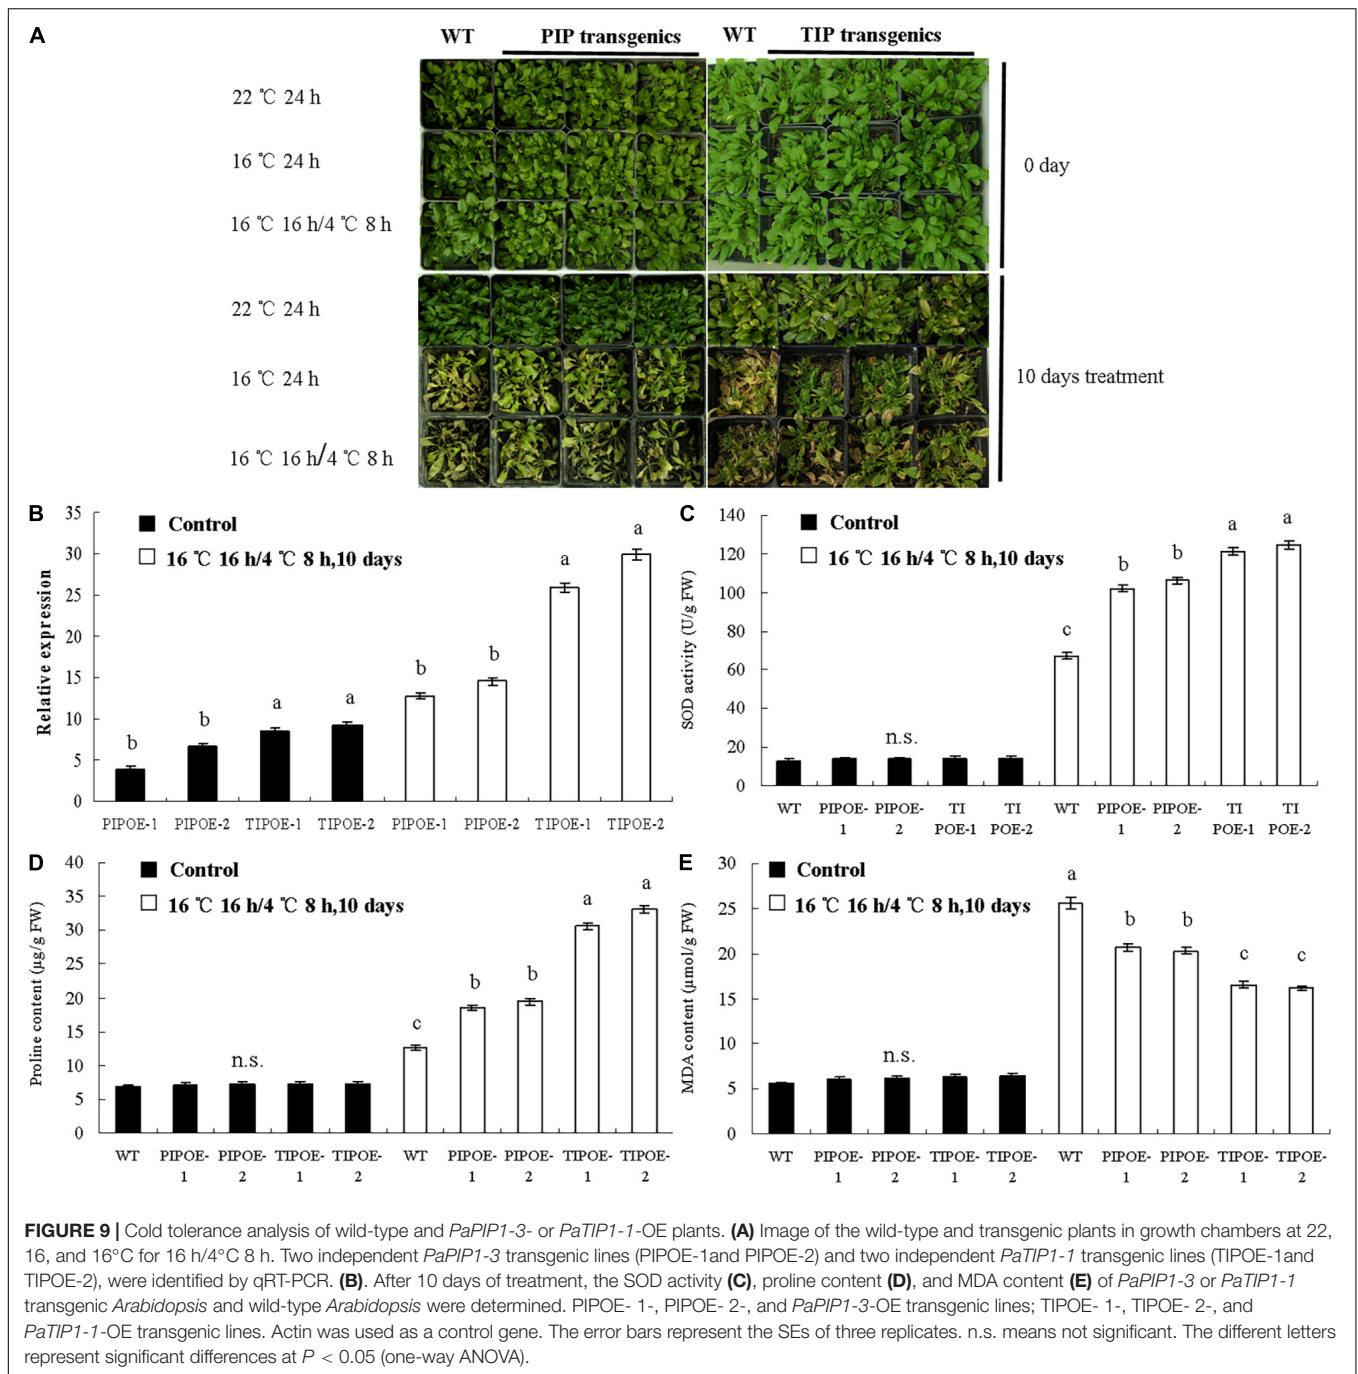 A
WT PIP transgenics WT TIP transgenics
22 ℃ 24 h
16 ℃ 24 h
16 ℃ 16 h/4 ℃ 8 h
0 day
22 ℃ 24 h
16 ℃ 24 h
16 ℃ 16 h/4 ℃ 8 h
10 days treatment
B
Control
16 ℃ 16 h/4 ℃ 8 h,10 days
Relative expression
35
30
25
20
15
10
5
0
b b a a b b a a
PIPOE-1 PIPOE-2 TIPOE-1 TIPOE-2 PIPOE-1 PIPOE-2 TIPOE-1 TIPOE-2
C
Control
16 ℃ 16 h/4 ℃ 8 h,10 days
SOD activity (U/g FW)
140
120
100
80
60
40
20
0
n.s. c b b a a
WT PIPOE- PIPOE- TI TI WT PIPOE- PIPOE- TI TI
1 2 POE-1 POE-2 1 2 POE-1 POE-2
D
Control
16 ℃ 16 h/4 ℃ 8 h,10 days
Proline content (µg/g FW)
40
35
30
25
20
15
10
5
0
n.s. c b b a a
WT PIPOE- PIPOE- TIPOE- TIPOE- WT PIPOE- PIPOE- TIPOE- TIPOE-
1 2 1 2 1 2 1 2
E
Control
16 ℃ 16 h/4 ℃ 8 h,10 days
MDA content (µmol/g FW)
30
25
20
15
10
5
0
n.s. a b b c c
WT PIPOE- PIPOE- TIPOE- TIPOE- WT PIPOE- PIPOE- TIPOE- TIPOE-
1 2 1 2 1 2 1 2
FIGURE 9 | Cold tolerance analysis of wild-type and PaPIP1-3- or PaTIP1-1-OE plants. (A) Image of the wild-type and transgenic plants in growth chambers at 22,
16, and 16°C for 16 h/4°C 8 h. Two independent PaPIP1-3 transgenic lines (PIPOE-1and PIPOE-2) and two independent PaTIP1-1 transgenic lines (TIPOE-1and
TIPOE-2), were identified by qRT-PCR. (B). After 10 days of treatment, the SOD activity (C), proline content (D), and MDA content (E) of PaPIP1-3 or PaTIP1-1
transgenic Arabidopsis and wild-type Arabidopsis were determined. PIPOE- 1-, PIPOE- 2-, and PaPIP1-3-OE transgenic lines; TIPOE- 1-, TIPOE- 2-, and
PaTIP1-1-OE transgenic lines. Actin was used as a control gene. The error bars represent the SEs of three replicates. n.s. means not significant. The different letters
represent significant differences at P < 0.05 (one-way ANOVA).